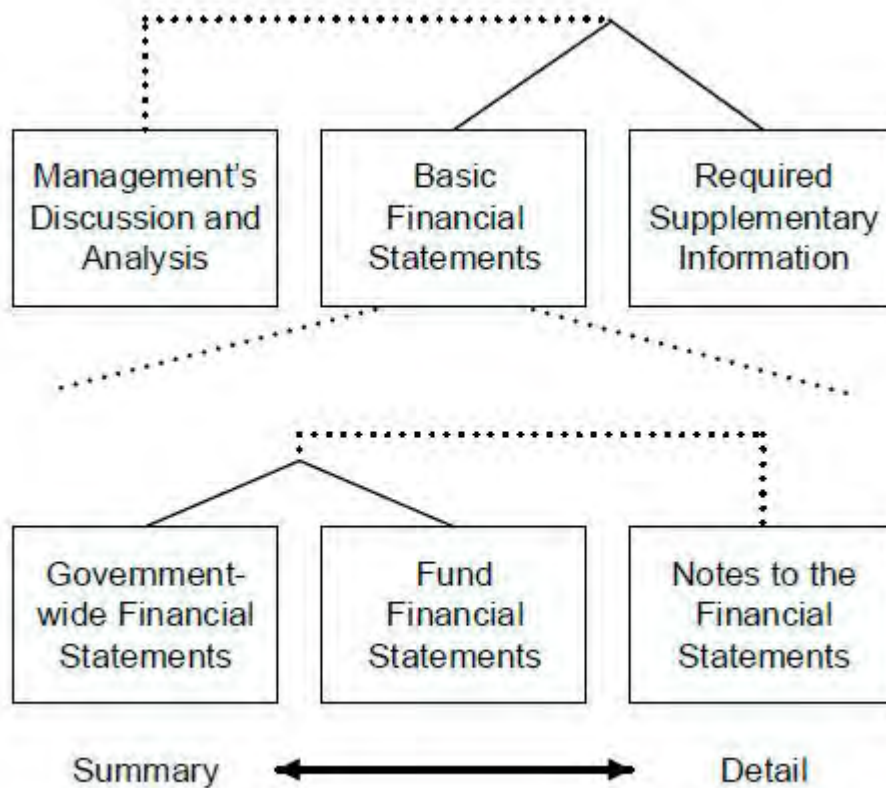 Management's
Discussion and
Analysis
Basic
Financial
Statements
Required
Supplementary
Information
Government-
wide Financial
Statements
Fund
Financial
Statements
Notes to the
Financial
Statements
Summary
Detail